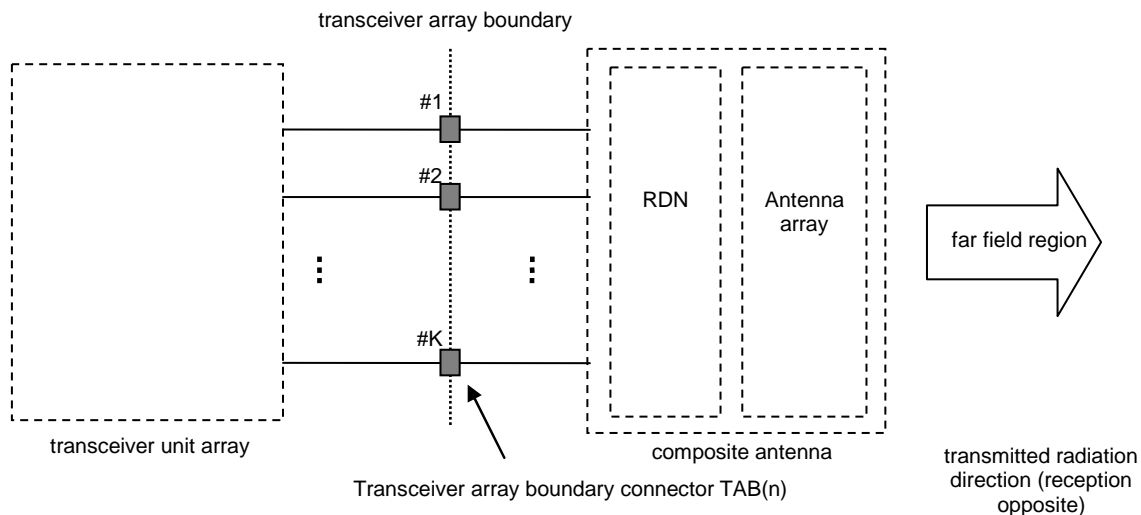 transceiver array boundary
#1
#2
RDN
Antenna
array
far field region
#K
transceiver unit array
composite antenna
Transceiver array boundary connector TAB(n)
transmitted radiation
direction (reception
opposite)